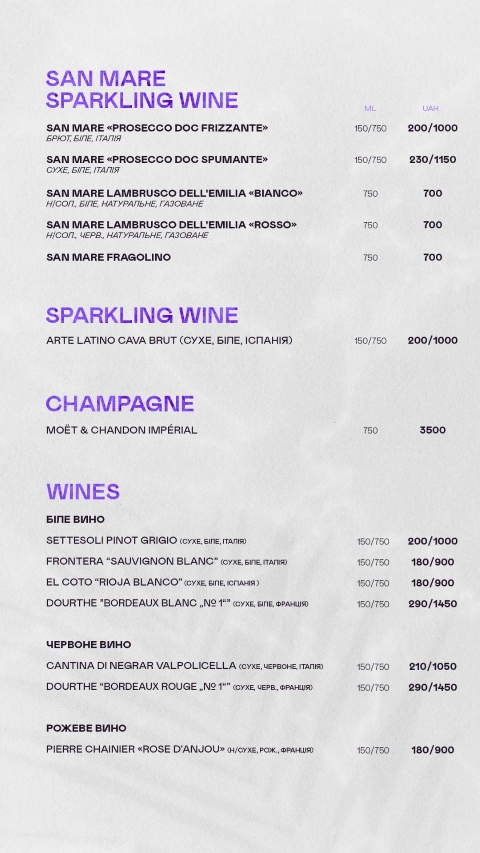 SAN MARE
SPARKLING WINE
ML UAH
SAN MARE «PROSECCO DOC FRIZZANTE» 150/750 200/1000
БРЮТ, БІЛЕ, ІТАЛІЯ
SAN MARE «PROSECCO DOC SPUMANTE» 150/750 230/1150
СУХЕ, БІЛЕ, ІТАЛІЯ
SAN MARE LAMBRUSCO DELL'EMILIA «BIANCO» 750 700
Н/СОЛ., БІЛЕ, НАТУРАЛЬНЕ, ГАЗОВАНЕ
SAN MARE LAMBRUSCO DELL'EMILIA «ROSSO» 750 700
Н/СОЛ., ЧЕРВ., НАТУРАЛЬНЕ, ГАЗОВАНЕ
SAN MARE FRAGOLINO 750 700
SPARKLING WINE
ARTE LATINO CAVA BRUT (СУХЕ, БІЛЕ, ІСПАНІЯ) 150/750 200/1000
CHAMPAGNE
MOËT & CHANDON IMPÉRIAL 750 3500
WINES
БІЛЕ ВИНО
SETTESOLI PINOT GRIGIO (СУХЕ, БІЛЕ, ІТАЛІЯ) 150/750 200/1000
FRONTERA “SAUVIGNON BLANC” (СУХЕ, БІЛЕ, ІТАЛІЯ) 150/750 180/900
EL COTO “RIOJA BLANCO” (СУХЕ, БІЛЕ, ІСПАНІЯ ) 150/750 180/900
DOURTHE "BORDEAUX BLANC „№ 1“” (СУХЕ, БІЛЕ, ФРАНЦІЯ) 150/750 290/1450
ЧЕРВОНЕ ВИНО
CANTINA DI NEGRAR VALPOLICELLA (СУХЕ, ЧЕРВОНЕ, ІТАЛІЯ) 150/750 210/1050
DOURTHE “BORDEAUX ROUGE „№ 1“” (СУХЕ, ЧЕРВ., ФРАНЦІЯ) 150/750 290/1450
РОЖЕВЕ ВИНО
PIERRE CHAINIER «ROSE D'ANJOU» (Н/СУХЕ, РОЖ., ФРАНЦІЯ) 150/750 180/900